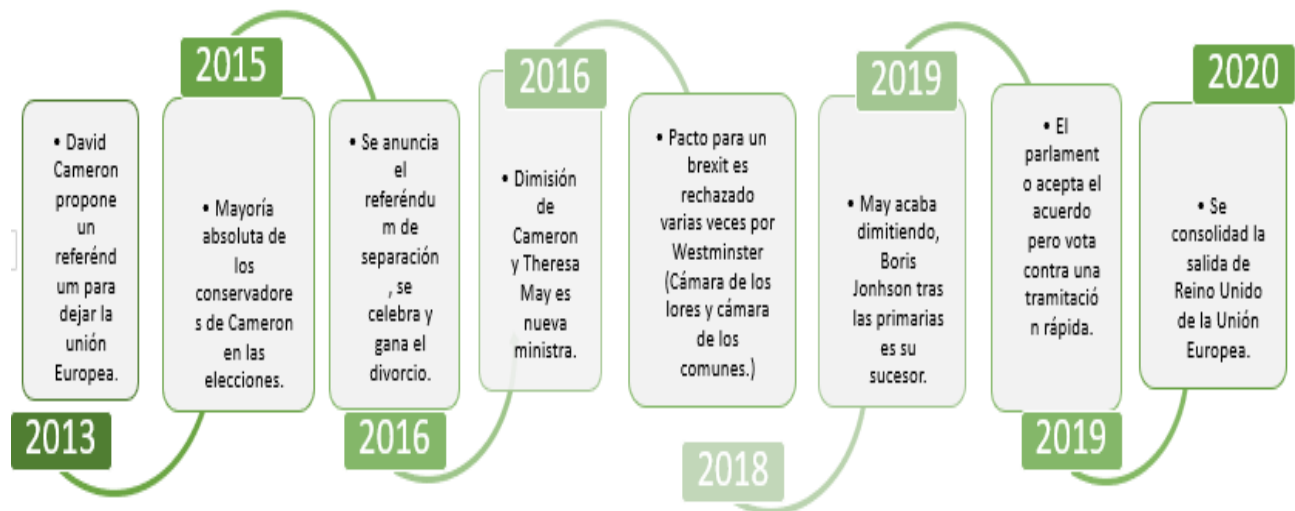 2013
• David
Cameron
propone
un
referénd
um para
dejar la
unión
Europea.
2015
• Mayoría
absoluta de
los
conservadore
s de Cameron
en las
elecciones.
2016
• Se anuncia
el
referéndu
m de
separación
, se
celebra y
gana el
divorcio.
2016
• Dimisión
de
Cameron
y Theresa
May es
nueva
ministra.
2018
• Pacto para un
brexit es
rechazado
varias veces por
Westminster
(Cámara de los
lores y cámara
de los
comunes.)
2019
• May acaba
dimitiendo,
Boris
Jonhson tras
las primarias
es su
sucesor.
2019
• El
parlament
o acepta el
acuerdo
pero vota
contra una
tramitació
n rápida.
2020
• Se
consolidad la
salida de
Reino Unido
de la Unión
Europea.